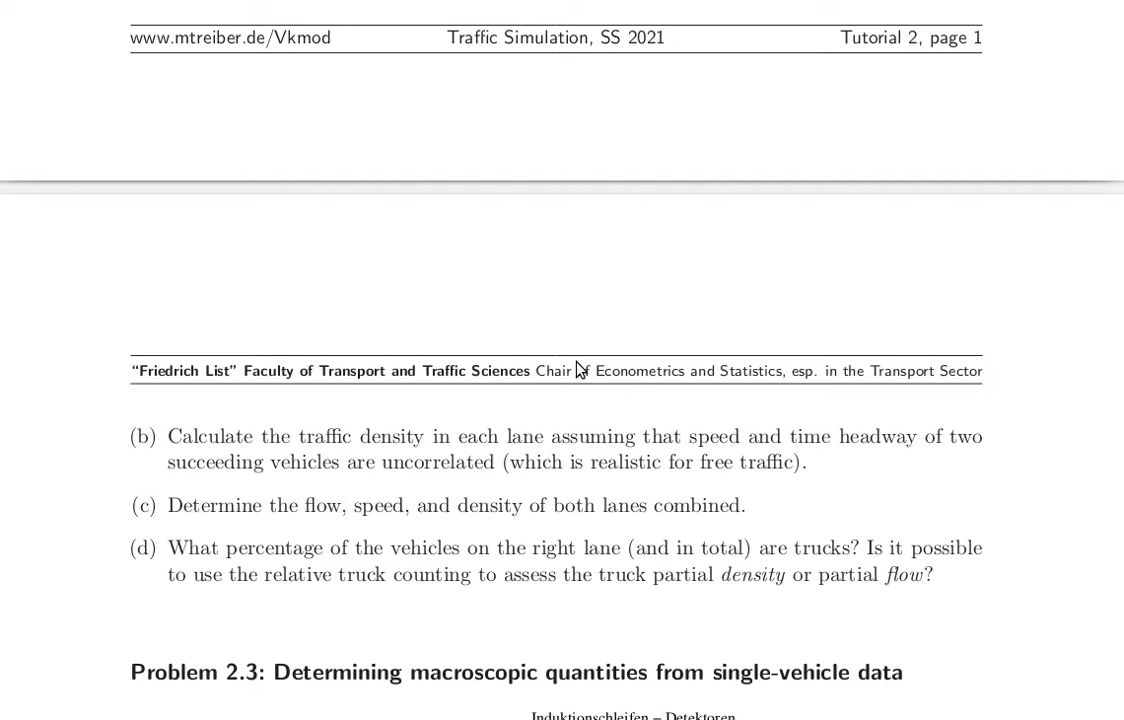 www.mtreiber.de/Vkmod Traffic Simulation, SS 2021 Tutorial 2, page 1
“Friedrich List” Faculty of Transport and Traffic Sciences Chair of Econometrics and Statistics, esp. in the Transport Sector
(b) Calculate the traffic density in each lane assuming that speed and time headway of two
succeeding vehicles are uncorrelated (which is realistic for free traffic).
(c) Determine the flow, speed, and density of both lanes combined.
(d) What percentage of the vehicles on the right lane (and in total) are trucks? Is it possible
to use the relative truck counting to assess the truck partial density or partial flow?
Problem 2.3: Determining macroscopic quantities from single-vehicle data
Induktionschleifen – Detektoren